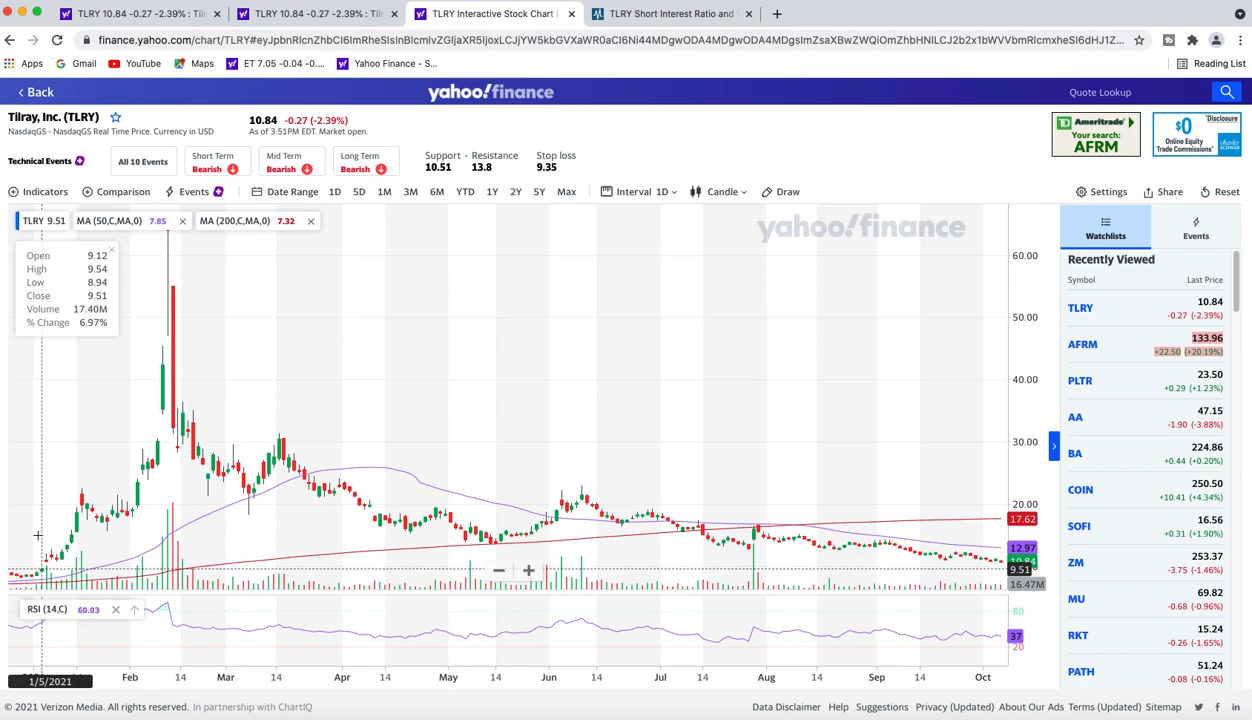 TLRY 10.84 -0.27 -2.39% : Tilr
TLRY 10.84 -0.27 -2.39% : Tilr
TLRY Interactive Stock Chart |
TLRY Short Interest Ratio and
finance.yahoo.com/chart/TLRY#
Apps Gmail YouTube Maps ET 7.05 -0.04 -0.... Yahoo Finance - S... Reading List
Back yahoo!finance Quote Lookup
Tilray, Inc. (TLRY)
NasdaqGS - NasdaqGS Real Time Price. Currency in USD
10.84 -0.27 (-2.39%)
As of 3:51PM EDT. Market open.
TD Ameritrade
Your search:
AFRM
$0
Disclosure
Online Equity
Trade Commissions
charles SCHWAB
Technical Events
All 10 Events
Short Term
Bearish
Mid Term
Bearish
Long Term
Bearish
Support - Resistance Stop loss
10.51 13.8 9.35
Indicators Comparison Events Date Range 1D 5D 1M 3M 6M YTD 1Y 2Y 5Y Max Interval 1D Candle Draw Settings Share Reset
TLRY 9.51 MA (50,C,MA,0) 7.85 MA (200,C,MA,0) 7.32
yahoo!finance
Open 9.12
High 9.54
Low 8.94
Close 9.51
Volume 17.40M
% Change 6.97%
60.00
50.00
40.00
30.00
20.00
17.62
12.97
10.84
9.51
16.47M
RSI (14,C) 60.03
80
37
20
1/5/2021
Feb 14 Mar 14 Apr 14 May 14 Jun 14 Jul 14 Aug 14 Sep 14 Oct
Watchlists Events
Recently Viewed
Symbol Last Price
TLRY 10.84
-0.27 (-2.39%)
AFRM 133.96
+22.50 (+20.19%)
PLTR 23.50
+0.29 (+1.23%)
AA 47.15
-1.90 (-3.88%)
BA 224.86
+0.44 (+0.20%)
COIN 250.50
+10.41 (+4.34%)
SOFI 16.56
+0.31 (+1.90%)
ZM 253.37
-3.75 (-1.46%)
MU 69.82
-0.68 (-0.96%)
RKT 15.24
-0.26 (-1.65%)
PATH 51.24
-0.08 (-0.16%)
© 2021 Verizon Media. All rights reserved. In partnership with ChartIQ
Data Disclaimer Help Suggestions Privacy (Updated) About Our Ads Terms (Updated) Sitemap